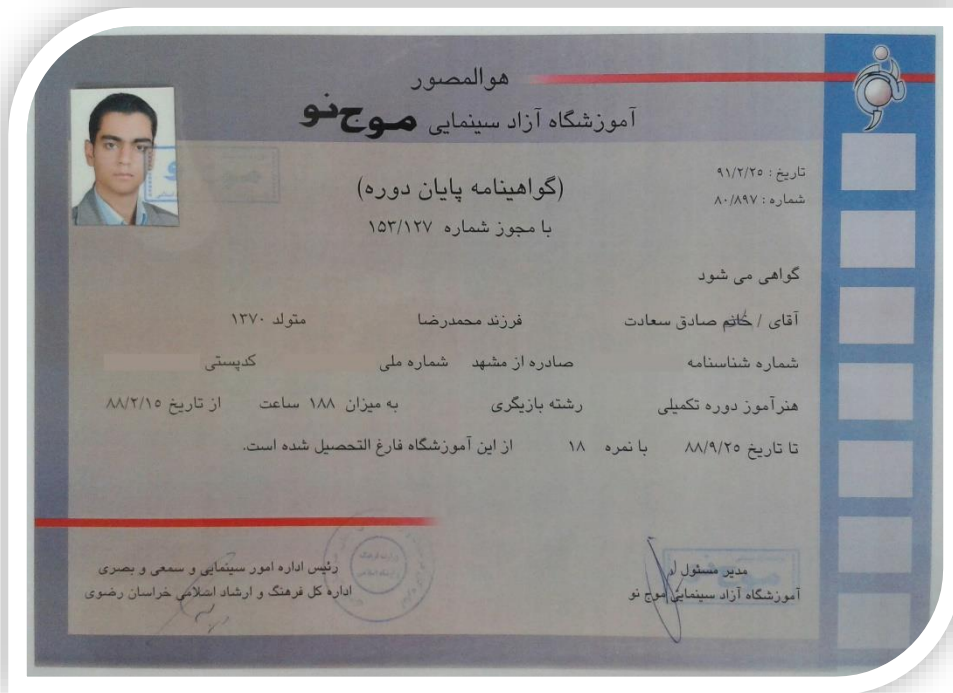 هوالمصور
آموزشگاه آزاد سینمایی موج نو
تاریخ : ۹۱/۲/۲۵
شماره : ۸۰/۸۹۷
(گواهینامه پایان دوره)
با مجوز شماره ۱۵۳/۱۲۷
گواهی می شود
آقای / خانم صادق سعادت فرزند محمدرضا متولد ۱۳۷۰
شماره شناسنامه صادره از مشهد شماره ملی کدپستی
هنرآموز دوره تکمیلی رشته بازیگری به میزان ۱۸۸ ساعت از تاریخ ۸۸/۲/۱۵
تا تاریخ ۸۸/۹/۲۵ با نمره ۱۸ از این آموزشگاه فارغ التحصیل شده است.
مدیر مسئول
آموزشگاه آزاد سینمایی موج نو
رئیس اداره امور سینمایی و سمعی و بصری
اداره کل فرهنگ و ارشاد اسلامی خراسان رضوی